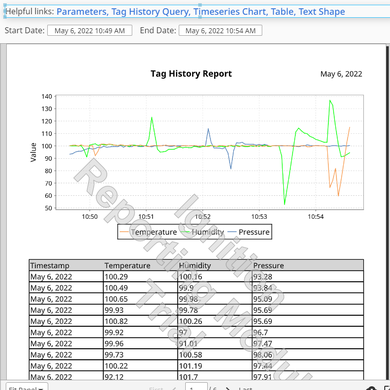 Helpful links: Parameters, Tag History Query, Timeseries Chart, Table, Text Shape
Start Date: May 6, 2022 10:49 AM End Date: May 6, 2022 10:54 AM
Tag History Report May 6, 2022
140
130
120
110
100
90
80
70
60
50
Value
10:50 10:51 10:52 10:53 10:54
Temperature Humidity Pressure
Ignition
Reporting Module
Trial
Timestamp Temperature Humidity Pressure
May 6, 2022 100.29 100.16 93.28
May 6, 2022 100.49 99.9 93.84
May 6, 2022 100.65 99.98 95.09
May 6, 2022 99.93 99.78 95.69
May 6, 2022 100.82 100.26 95.69
May 6, 2022 99.92 97 96.7
May 6, 2022 99.96 91.01 97.47
May 6, 2022 99.73 100.58 98.06
May 6, 2022 100.22 101.19 97.44
May 6, 2022 92.12 101.7 97.91